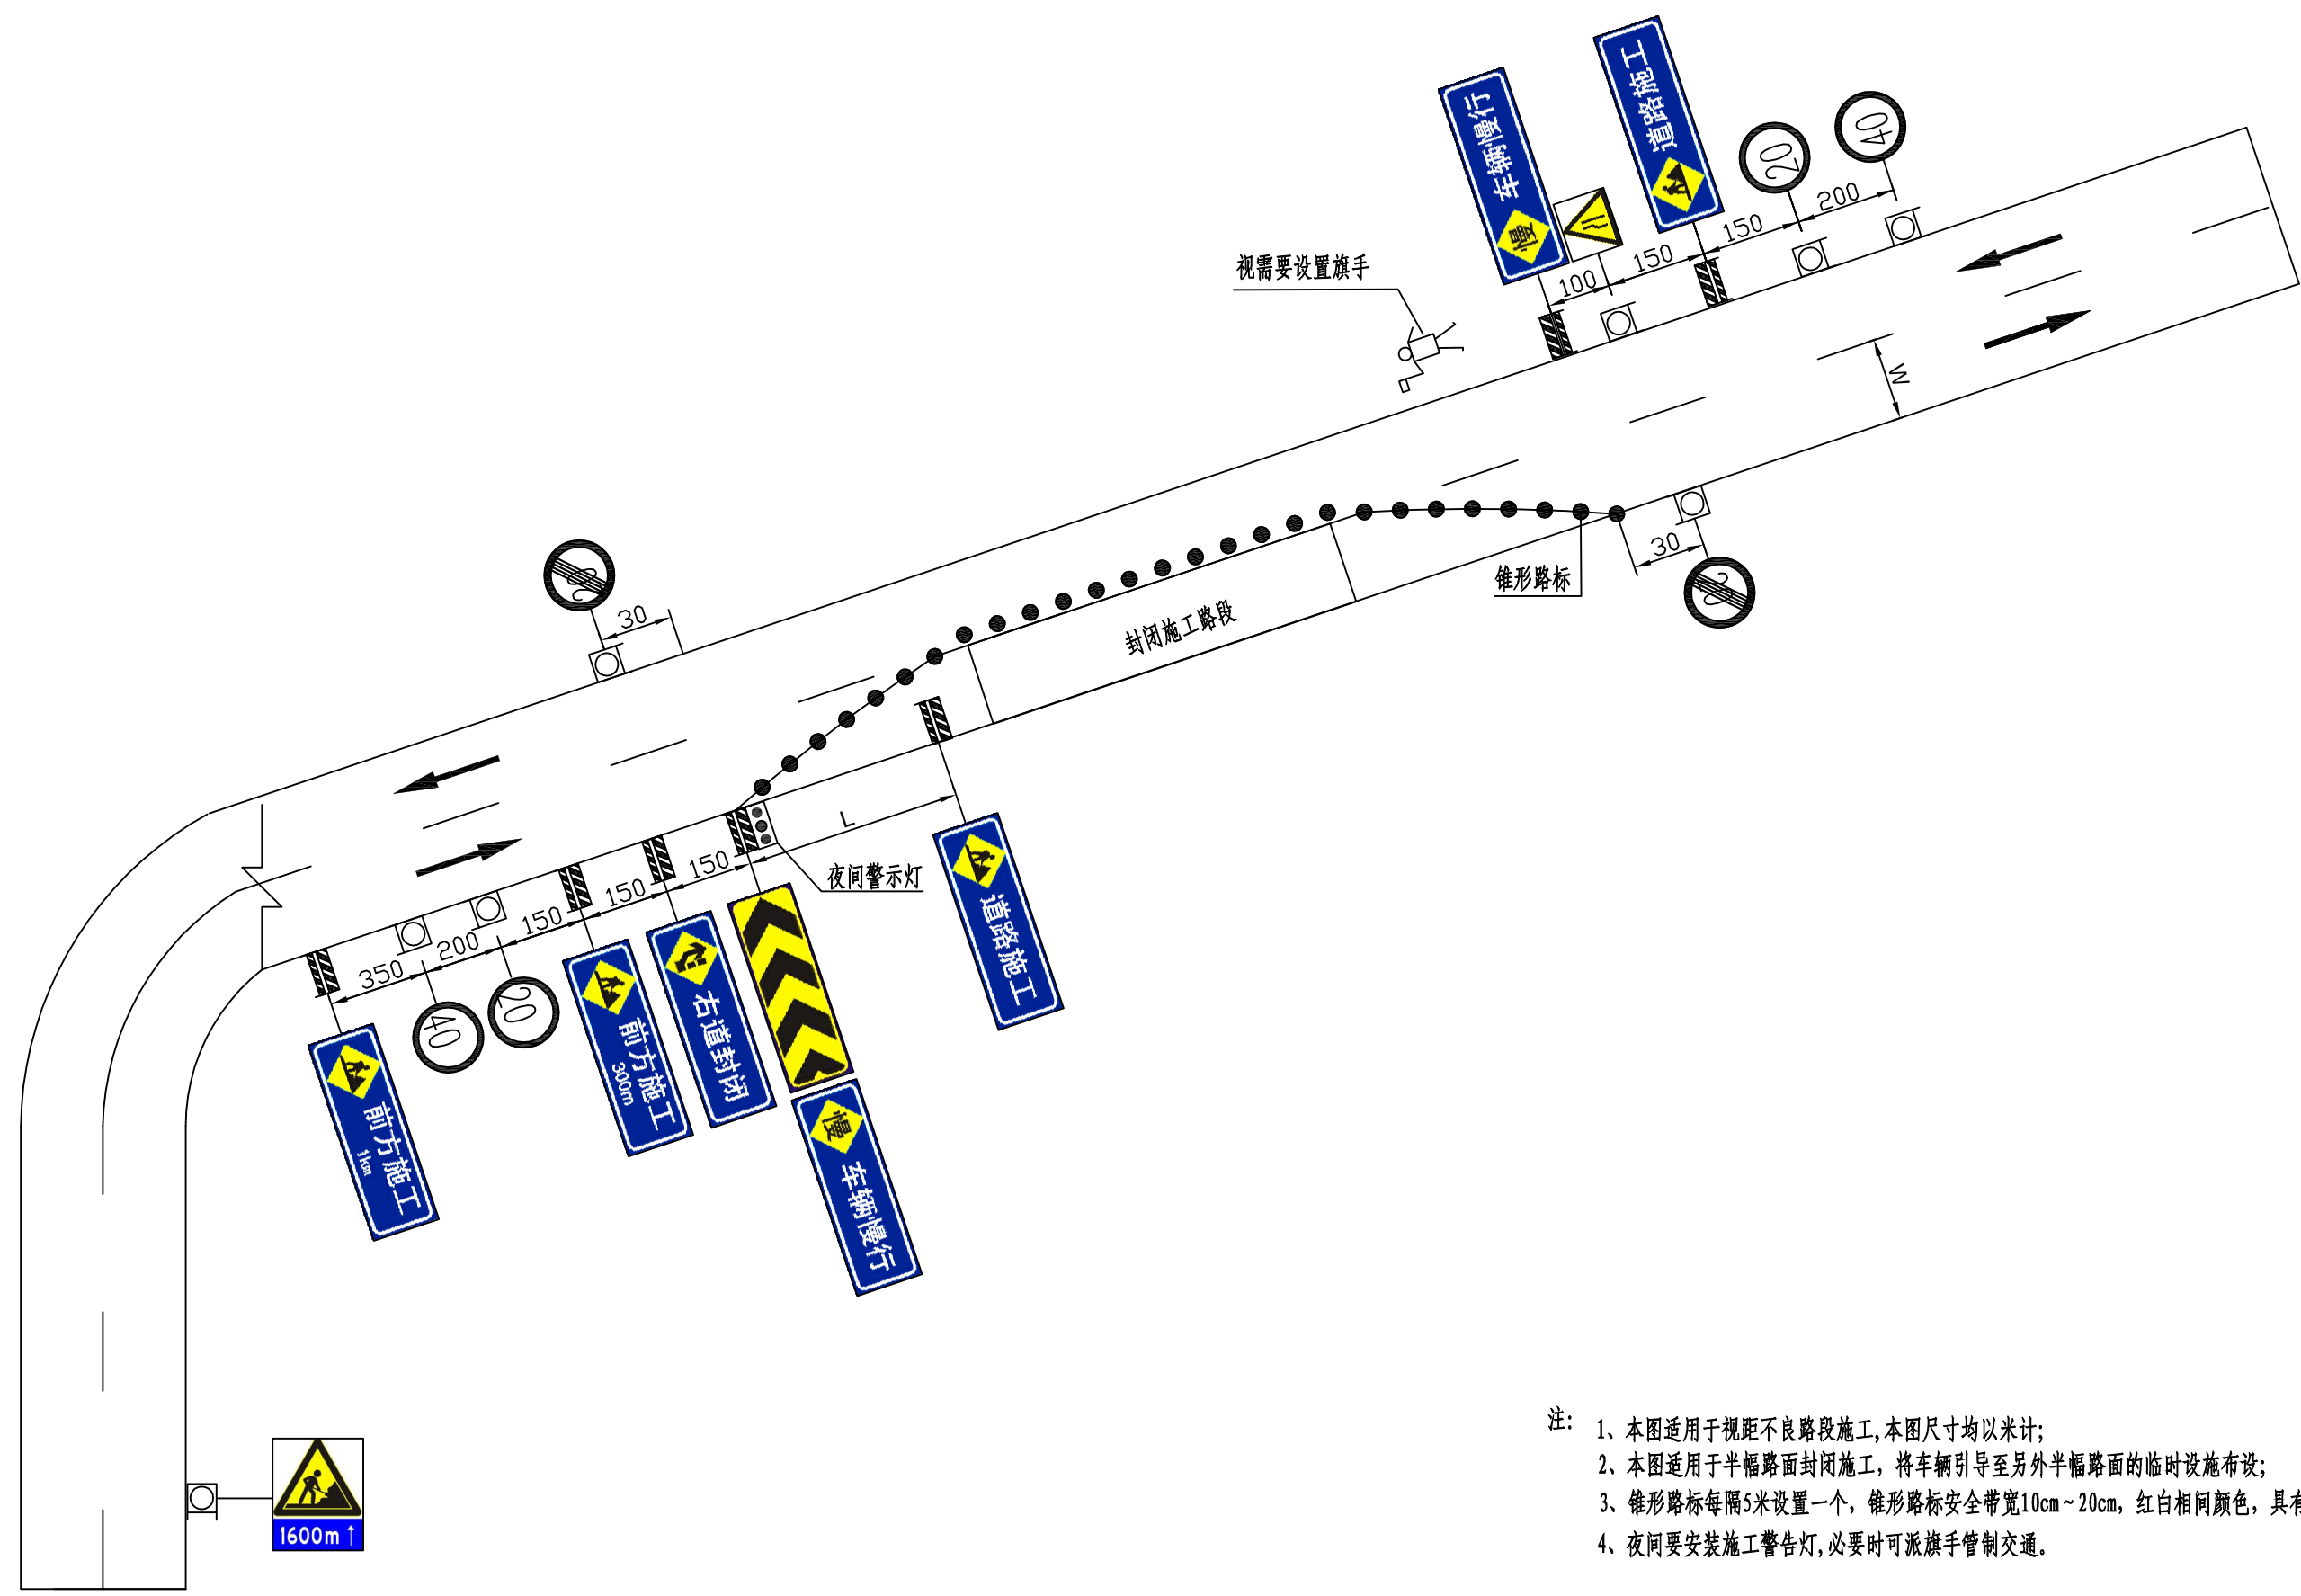 道路施工
车辆慢行
慢
40
20
200
150
150
100
视需要设置旗手
W
30
锥形路标
20
30
封闭施工路段
L
夜间警示灯
150
150
150
200
350
道路施工
20
40
右道封闭
前方施工
300m
前方施工
1km
慢
车辆慢行
1600m ↑
注:
1、本图适用于视距不良路段施工,本图尺寸均以米计;
2、本图适用于半幅路面封闭施工，将车辆引导至另外半幅路面的临时设施布设;
3、锥形路标每隔5米设置一个，锥形路标安全带宽10cm~20cm，红白相间颜色，具有
4、夜间要安装施工警告灯,必要时可派旗手管制交通。